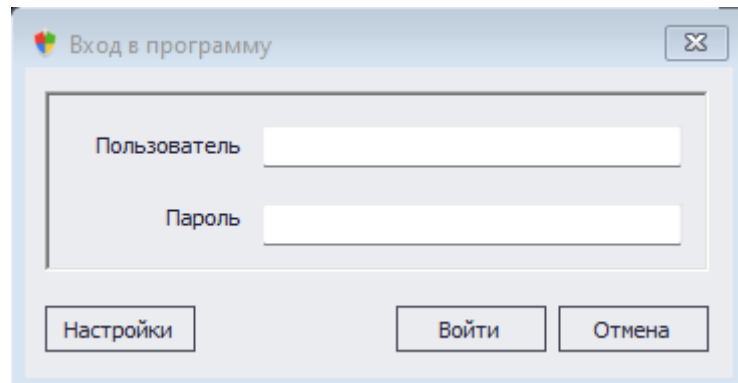 Вход в программу
Пользователь
Пароль
Настройки Войти Отмена